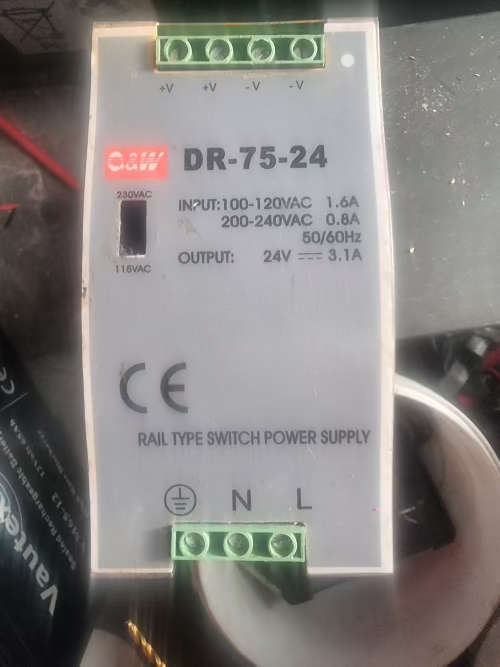 +V +V -V -V
DR-75-24
230VAC
INPUT:100-120VAC 1.6A
200-240VAC 0.8A
50/60Hz
OUTPUT: 24V 3.1A
115VAC
CE
RAIL TYPE SWITCH POWER SUPPLY
N L
Vautex